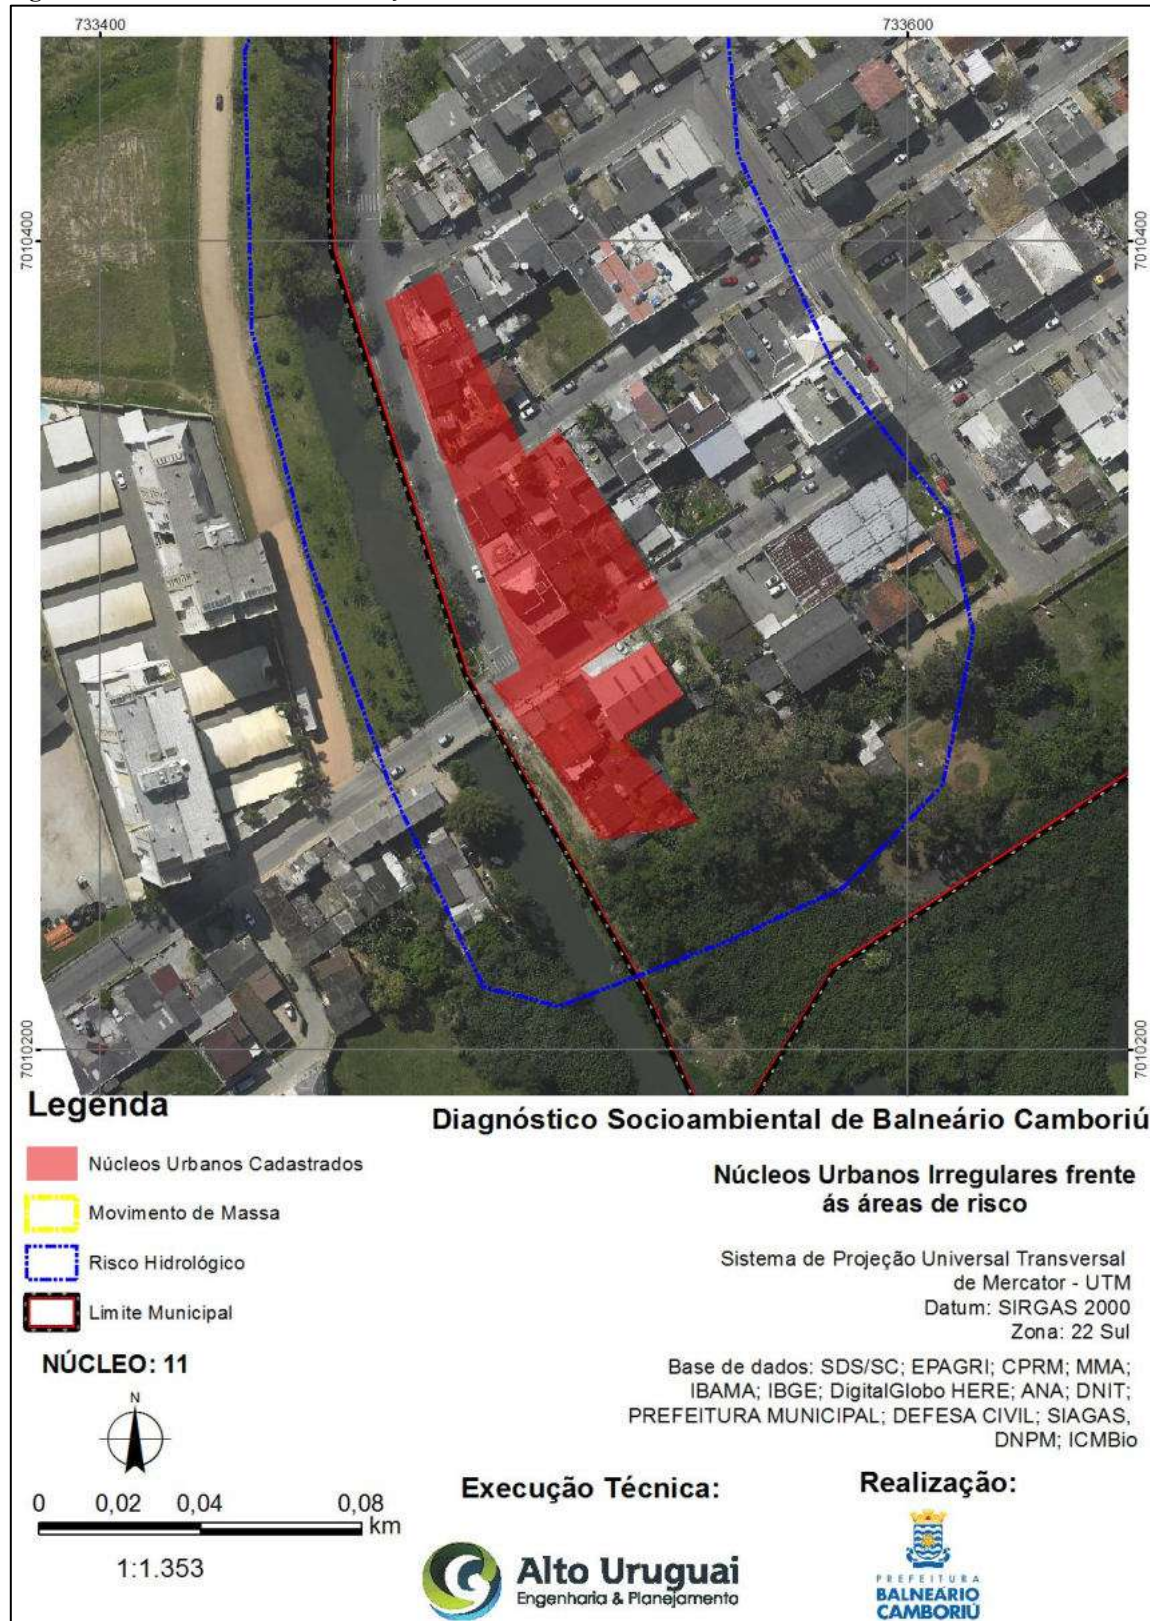 733400
733600
7010400
7010400
7010200
7010200
Legenda
Núcleos Urbanos Cadastrados
Movimento de Massa
Risco Hidrológico
Limite Municipal
NÚCLEO: 11
N
0 0,02 0,04 0,08
km
1:1.353
Diagnóstico Socioambiental de Balneário Camboriú
Núcleos Urbanos Irregulares frente
ás áreas de risco
Sistema de Projeção Universal Transversal
de Mercator - UTM
Datum: SIRGAS 2000
Zona: 22 Sul
Base de dados: SDS/SC; EPAGRI; CPRM; MMA;
IBAMA; IBGE; DigitalGlobo HERE; ANA; DNIT;
PREFEITURA MUNICIPAL; DEFESA CIVIL; SIAGAS,
DNPM; ICMBio
Execução Técnica:
Alto Uruguai
Engenharia & Planejamento
Realização:
PREFEITURA
BALNEÁRIO
CAMBORIÚ